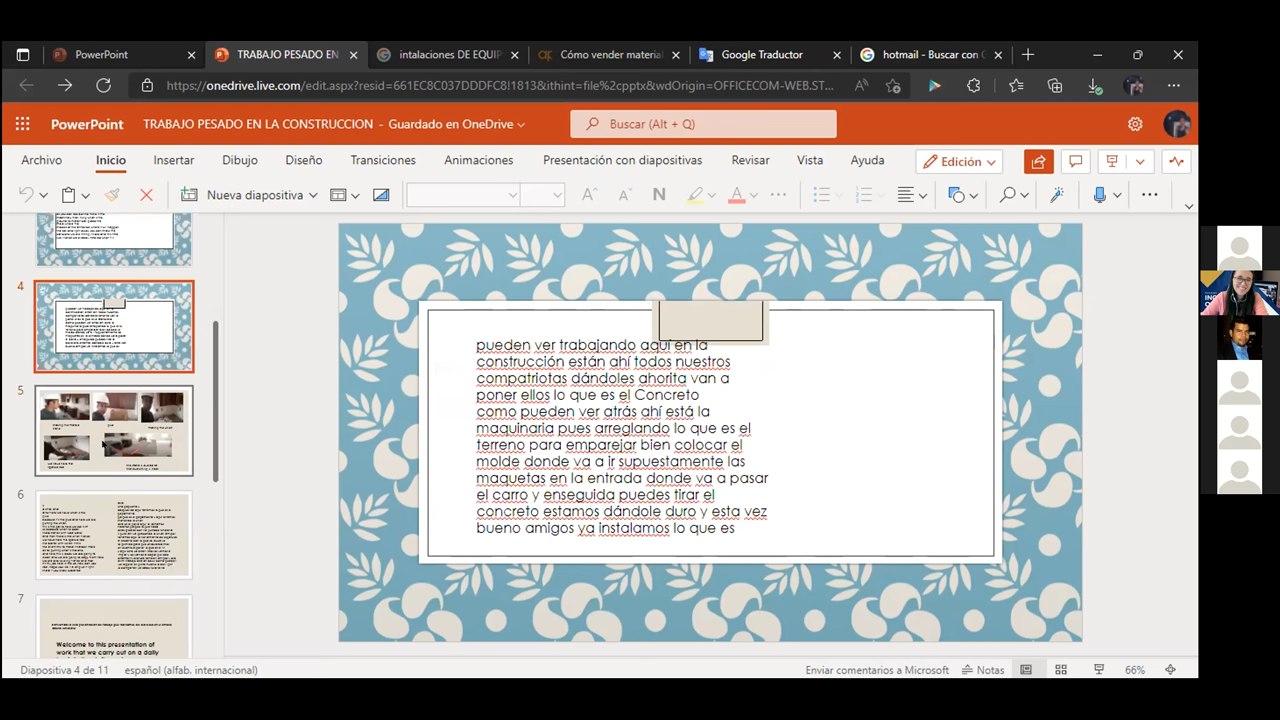 PowerPoint
TRABAJO PESADO EN
intalaciones DE EQUIP
Cómo vender materia
Google Traductor
hotmail - Buscar con G
https://onedrive.live.com/edit.aspx?resid=661EC8C037DDDFC8!1813&ithint=file%2cpptx&wdOrigin=OFFICECOM-WEB.ST...
PowerPoint
TRABAJO PESADO EN LA CONSTRUCCION - Guardado en OneDrive
Buscar (Alt + Q)
Archivo
Inicio
Insertar
Dibujo
Diseño
Transiciones
Animaciones
Presentación con diapositivas
Revisar
Vista
Ayuda
Edición
Nueva diapositiva
N
4
5
6
7
Welcome to this presentation of
work that we carry out on a daily
pueden ver trabajando aquí en la
construcción están ahí todos nuestros
compatriotas dándoles ahorita van a
poner ellos lo que es el Concreto
como pueden ver atrás ahí está la
maquinaria pues arreglando lo que es el
terreno para emparejar bien colocar el
molde donde va a ir supuestamente las
maquetas en la entrada donde va a pasar
el carro y enseguida puedes tirar el
concreto estamos dándole duro y esta vez
bueno amigos ya instalamos lo que es
Diapositiva 4 de 11
español (alfab. internacional)
Enviar comentarios a Microsoft
Notas
66%